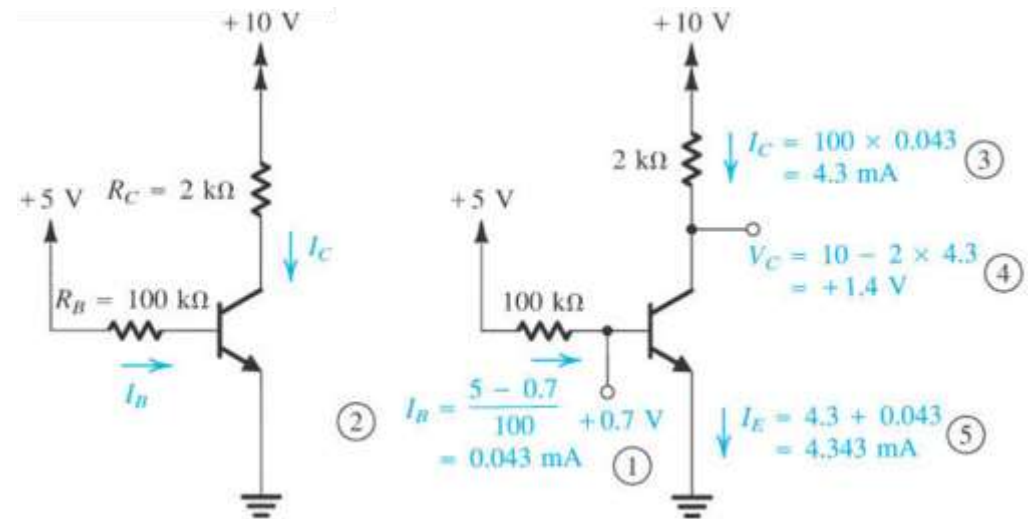 +10 V
R_C = 2 kΩ
+5 V
I_C
R_B = 100 kΩ
I_B
+10 V
2 kΩ
I_C = 100 × 0.043
= 4.3 mA
③
+5 V
V_C = 10 − 2 × 4.3
= +1.4 V
④
100 kΩ
② I_B = (5 − 0.7)/100
= 0.043 mA
+0.7 V
①
I_E = 4.3 + 0.043
= 4.343 mA
⑤